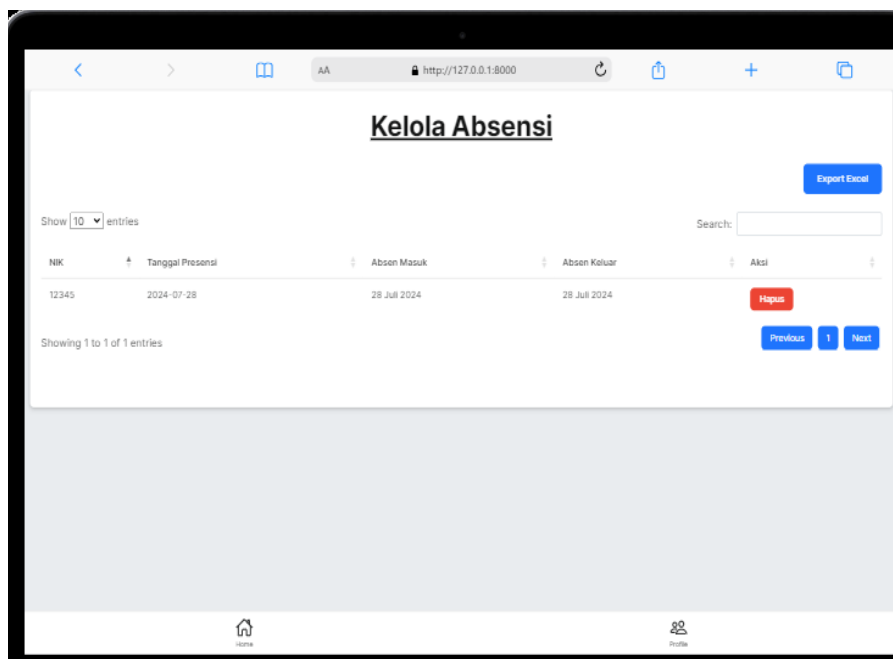 AA http://127.0.0.1:8000
Kelola Absensi
Export Excel
Show 10 entries Search:
NIK Tanggal Presensi Absen Masuk Absen Keluar Aksi
12345 2024-07-28 28 Juli 2024 28 Juli 2024 Hapus
Showing 1 to 1 of 1 entries Previous 1 Next
Home Profile